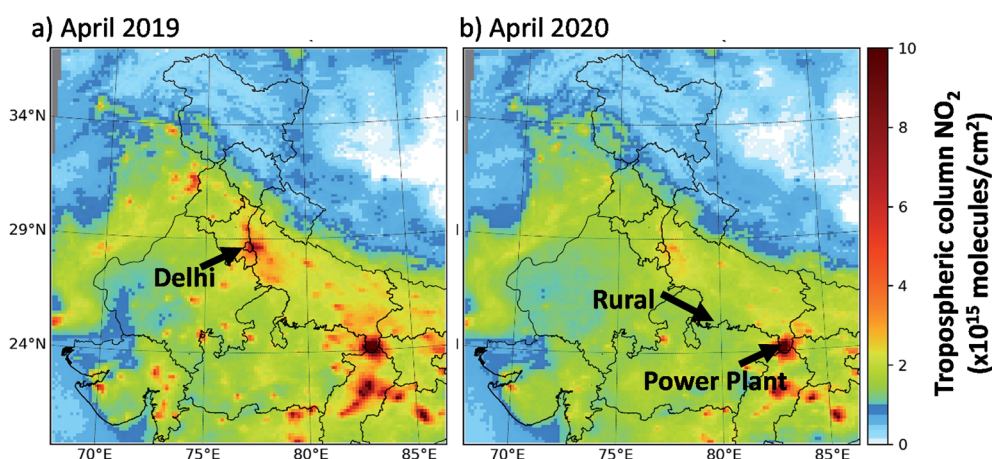 a) April 2019
b) April 2020
34°N
29°N
24°N
70°E
75°E
80°E
85°E
70°E
75°E
80°E
85°E
Delhi
Rural
Power Plant
10
8
6
4
2
0
Tropospheric column NO₂
(x10¹⁵ molecules/cm²)